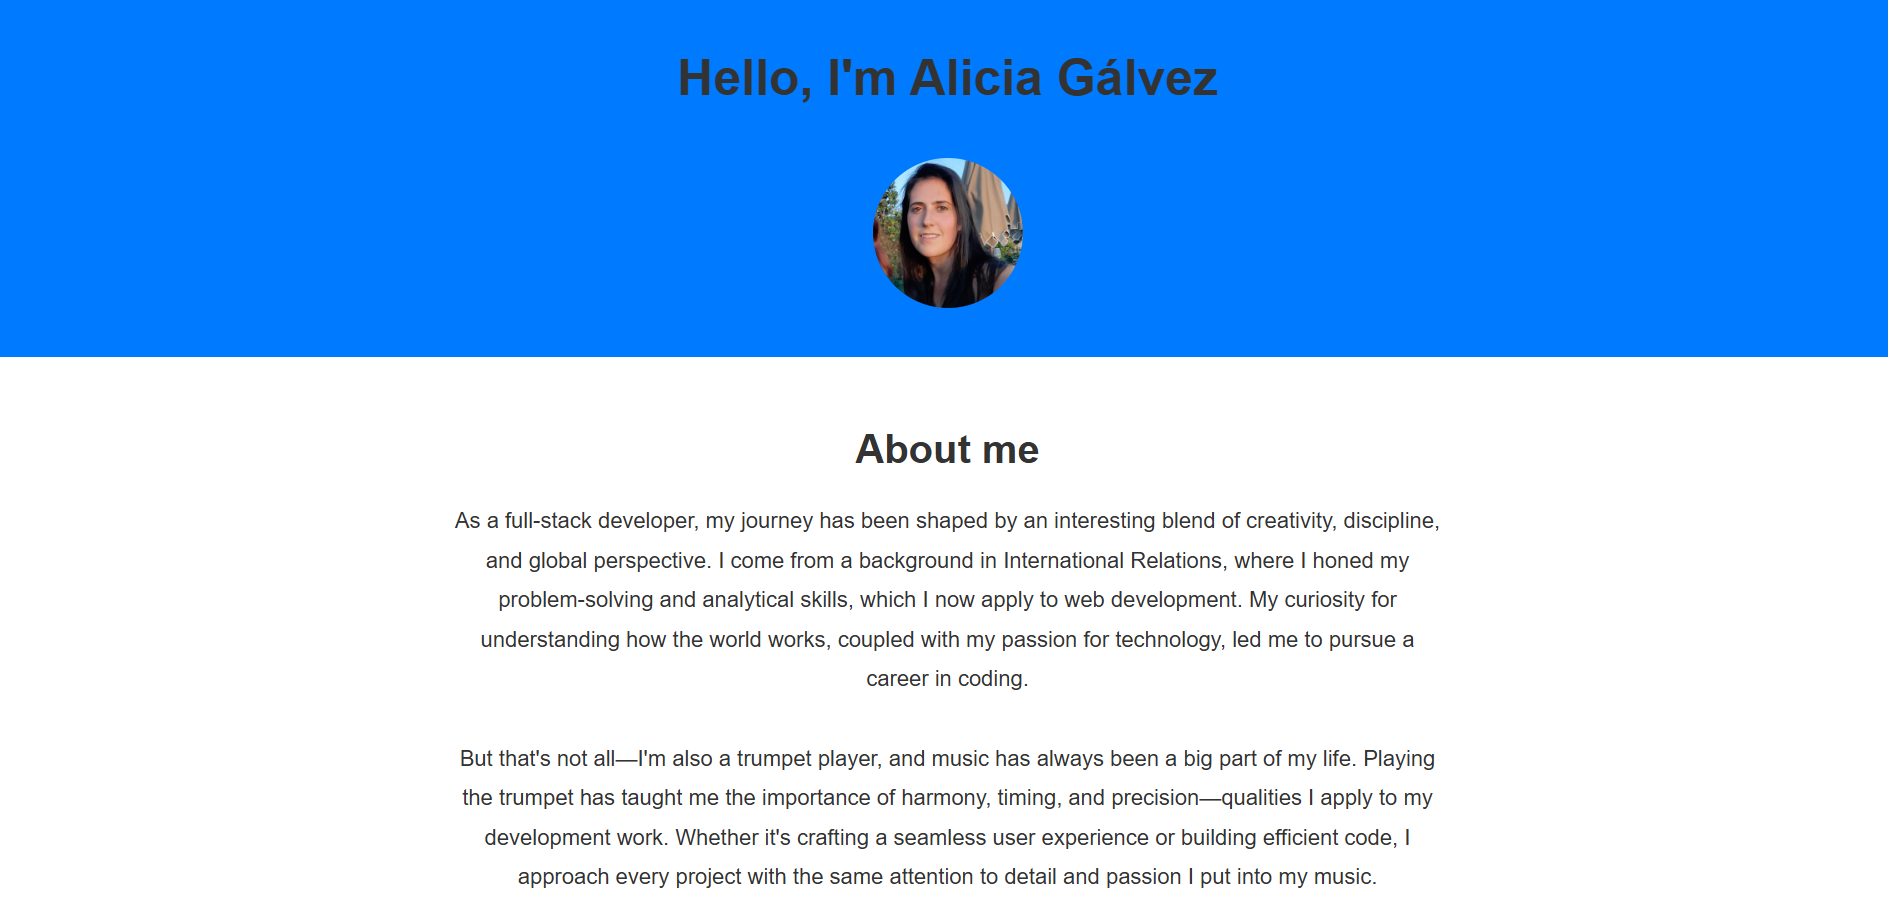 Hello, I'm Alicia Gálvez
About me
As a full-stack developer, my journey has been shaped by an interesting blend of creativity, discipline,
and global perspective. I come from a background in International Relations, where I honed my
problem-solving and analytical skills, which I now apply to web development. My curiosity for
understanding how the world works, coupled with my passion for technology, led me to pursue a
career in coding.
But that's not all—I'm also a trumpet player, and music has always been a big part of my life. Playing
the trumpet has taught me the importance of harmony, timing, and precision—qualities I apply to my
development work. Whether it's crafting a seamless user experience or building efficient code, I
approach every project with the same attention to detail and passion I put into my music.